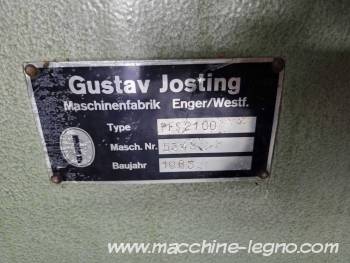 Gustav Josting
Maschinenfabrik Enger/Westf.
Type
Masch. Nr.
Baujahr
www.macchine-legno.com